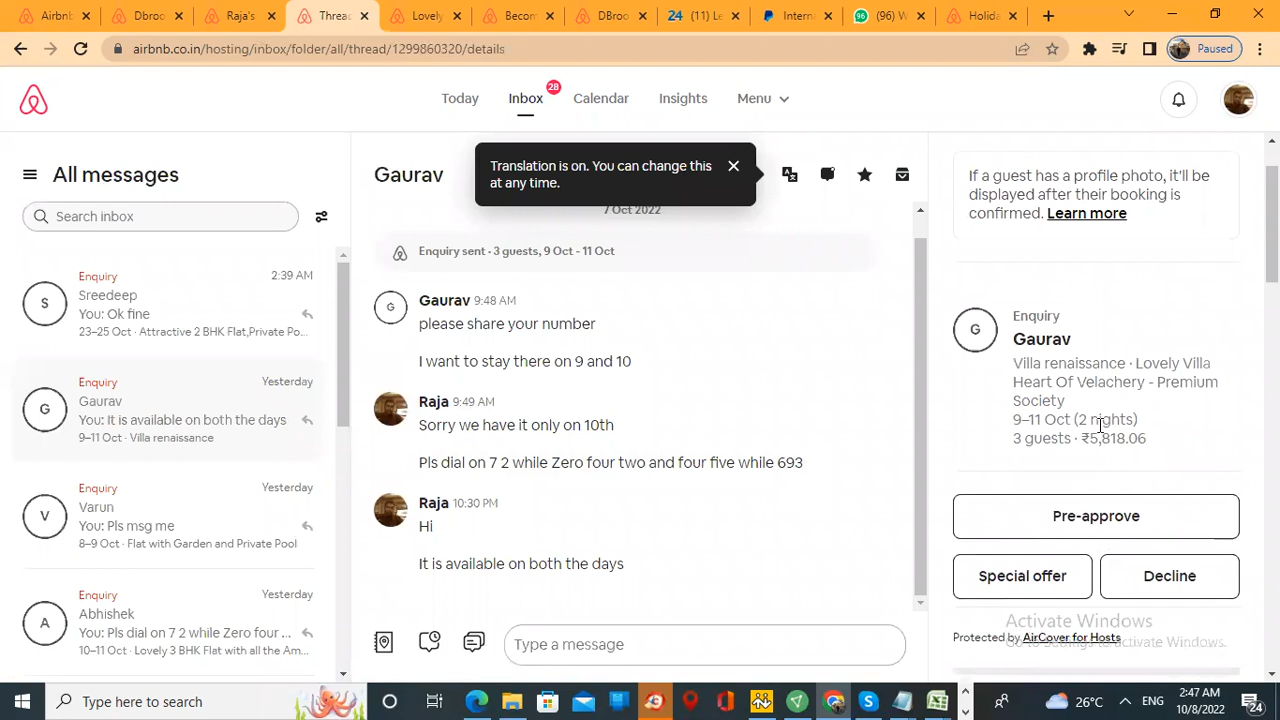 Airbnb
Dbroo
Raja's
Threa
Lovely
Becom
DBroo
24 (11) Le
Intern
(96) W
Holida
airbnb.co.in/hosting/inbox/folder/all/thread/1299860320/details
Paused
Today
Inbox
28
Calendar
Insights
Menu
All messages
Search inbox
Enquiry
2:39 AM
S
Sreedeep
You: Ok fine
23–25 Oct · Attractive 2 BHK Flat,Private Po...
Enquiry
Yesterday
G
Gaurav
You: It is available on both the days
9–11 Oct · Villa renaissance
Enquiry
Yesterday
V
Varun
You: Pls msg me
8–9 Oct · Flat with Garden and Private Pool
Enquiry
Yesterday
A
Abhishek
You: Pls dial on 7 2 while Zero four ...
10–11 Oct · Lovely 3 BHK Flat with all the Am...
Gaurav
Translation is on. You can change this
at any time.
7 Oct 2022
Enquiry sent · 3 guests, 9 Oct - 11 Oct
G
Gaurav 9:48 AM
please share your number
I want to stay there on 9 and 10
Raja 9:49 AM
Sorry we have it only on 10th
Pls dial on 7 2 while Zero four two and four five while 693
Raja 10:30 PM
Hi
It is available on both the days
Type a message
If a guest has a profile photo, it'll be
displayed after their booking is
confirmed. Learn more
Enquiry
G
Gaurav
Villa renaissance · Lovely Villa
Heart Of Velachery - Premium
Society
9–11 Oct (2 nights)
3 guests · ₹5,818.06
Pre-approve
Special offer
Decline
Activate Windows
Go to Settings to activate Windows.
Protected by AirCover for Hosts
Type here to search
26°C
ENG
2:47 AM
10/8/2022
24